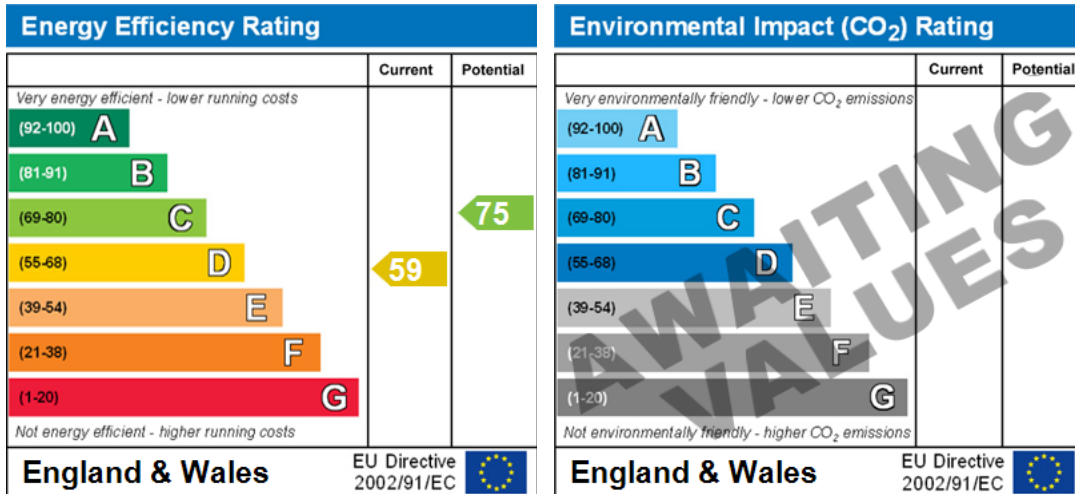 Energy Efficiency Rating
Current Potential
Very energy efficient - lower running costs
(92-100) A
(81-91) B
(69-80) C
75
(55-68) D
59
(39-54) E
(21-38) F
(1-20) G
Not energy efficient - higher running costs
England & Wales
EU Directive
2002/91/EC
Environmental Impact (CO₂) Rating
Current Potential
Very environmentally friendly - lower CO₂ emissions
(92-100) A
(81-91) B
(69-80) C
(55-68) D
(39-54) E
(21-38) F
(1-20) G
AWAITING
VALUES
Not environmentally friendly - higher CO₂ emissions
England & Wales
EU Directive
2002/91/EC